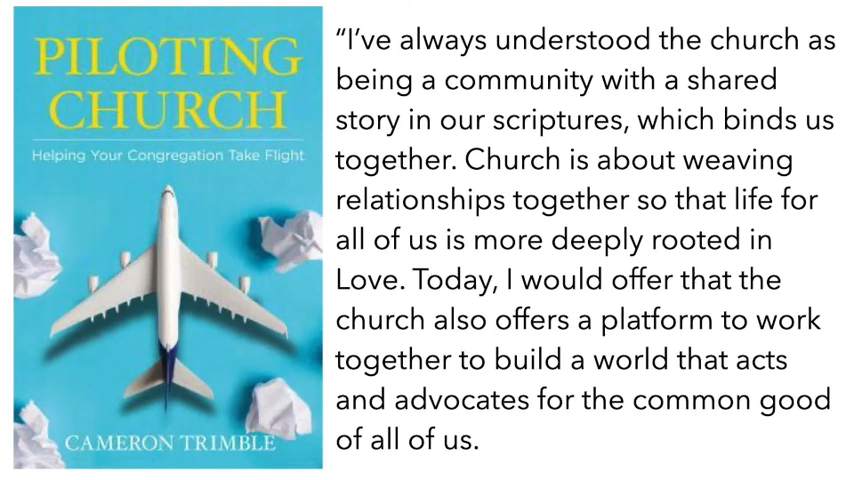 PILOTING
CHURCH
Helping Your Congregation Take Flight
CAMERON TRIMBLE
“I’ve always understood the church as
being a community with a shared
story in our scriptures, which binds us
together. Church is about weaving
relationships together so that life for
all of us is more deeply rooted in
Love. Today, I would offer that the
church also offers a platform to work
together to build a world that acts
and advocates for the common good
of all of us.